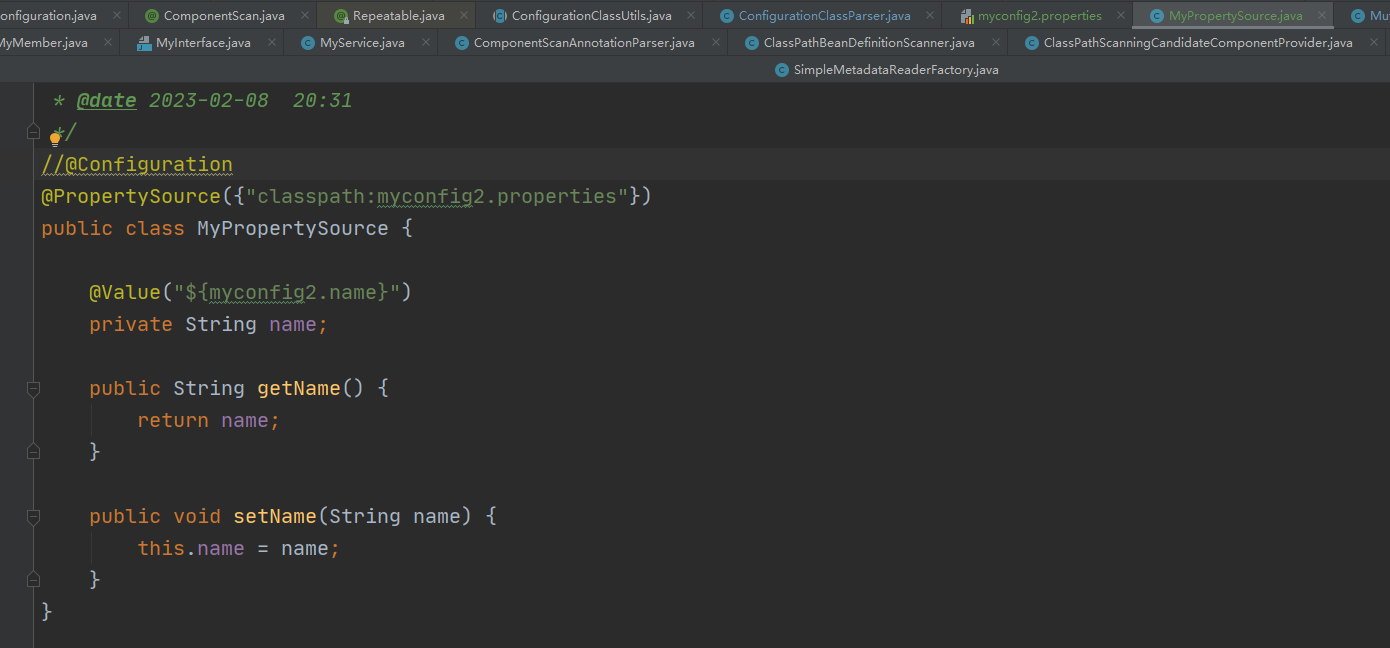 onfiguration.java ComponentScan.java Repeatable.java ConfigurationClassUtils.java ConfigurationClassParser.java myconfig2.properties MyPropertySource.java Mu
MyMember.java MyInterface.java MyService.java ComponentScanAnnotationParser.java ClassPathBeanDefinitionScanner.java ClassPathScanningCandidateComponentProvider.java
SimpleMetadataReaderFactory.java
* @date 2023-02-08  20:31
*/
//@Configuration
@PropertySource({"classpath:myconfig2.properties"})
public class MyPropertySource {
@Value("${myconfig2.name}")
private String name;
public String getName() {
return name;
}
public void setName(String name) {
this.name = name;
}
}